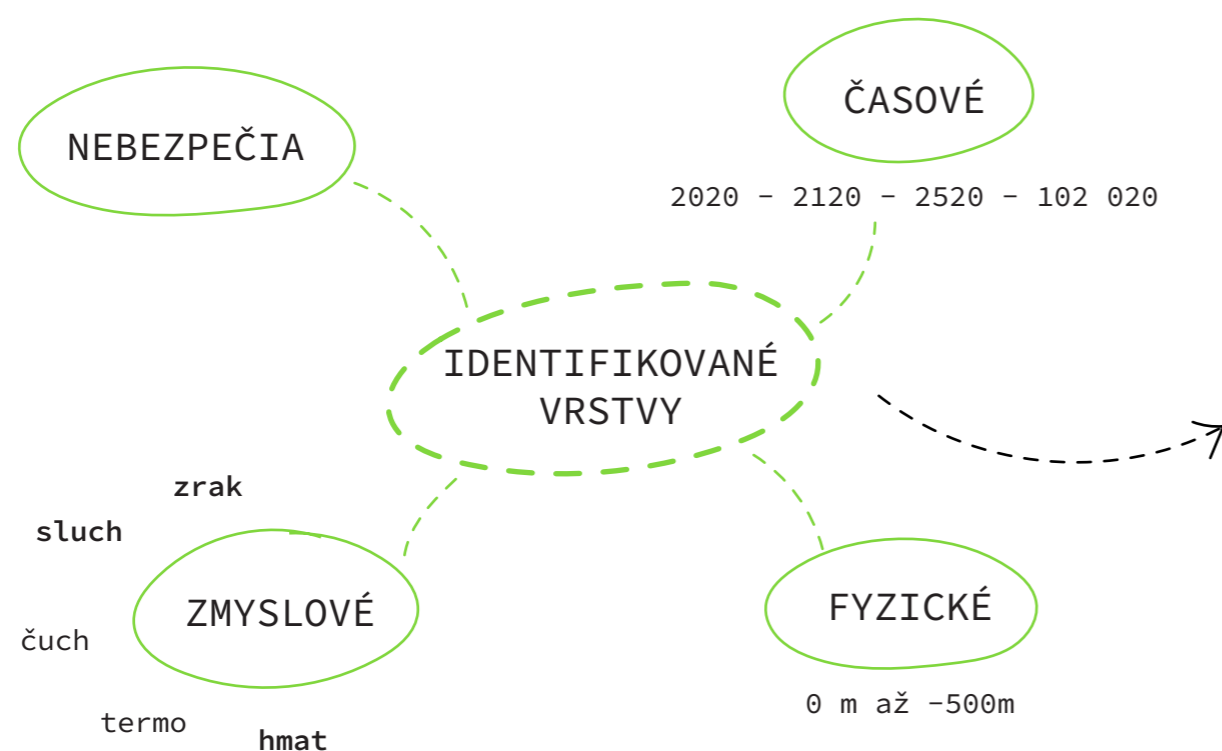 NEBEZPEČIA
ČASOVÉ
2020 - 2120 - 2520 - 102 020
IDENTIFIKOVANÉ
VRSTVY
zrak
sluch
ZMYSLOVÉ
čuch
termo
hmat
FYZICKÉ
0 m až -500m